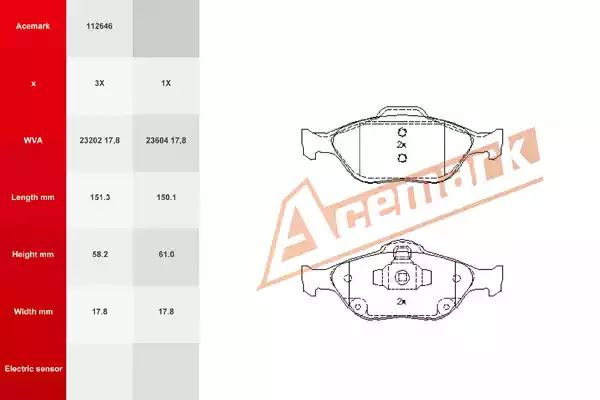 Acemark 112646
x 3X 1X
WVA 23202 17,8 23604 17,8
Length mm 151.3 150.1
Height mm 58.2 61.0
Width mm 17.8 17.8
Electric sensor
2x
Acemark
2x